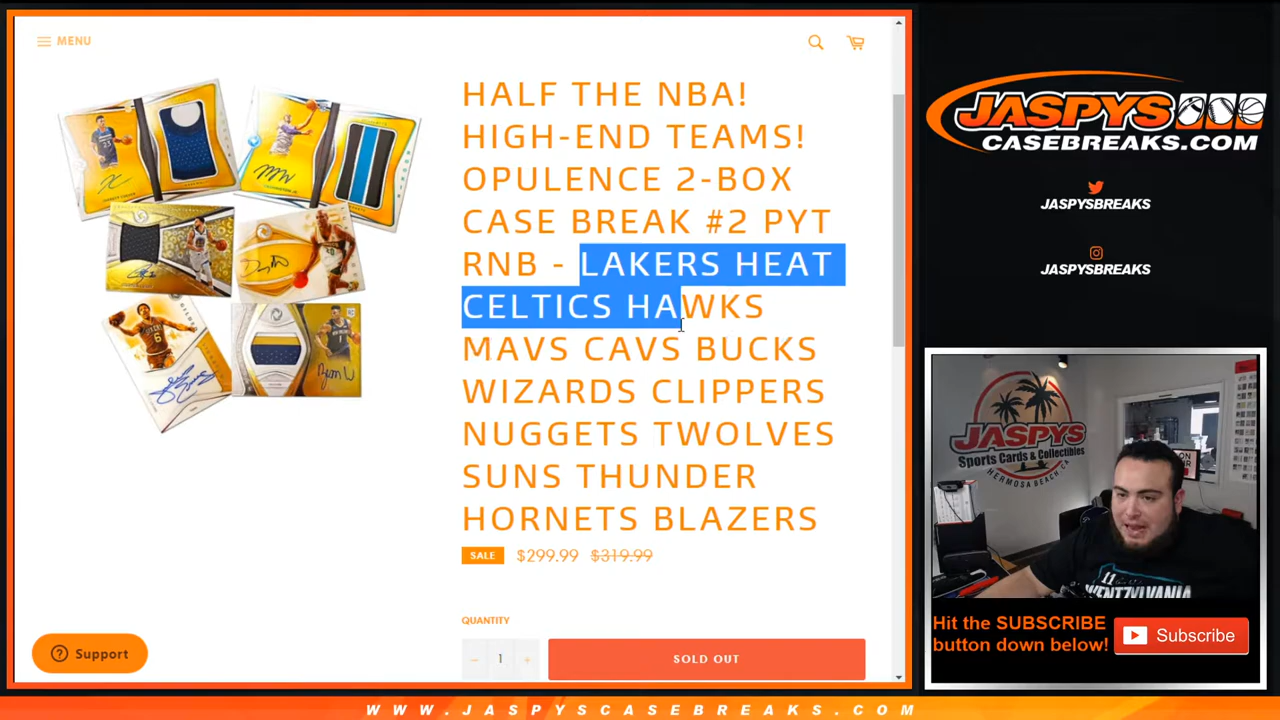 MENU
HALF THE NBA!
HIGH-END TEAMS!
OPULENCE 2-BOX
CASE BREAK #2 PYT
RNB - LAKERS HEAT
CELTICS HAWKS
MAVS CAVS BUCKS
WIZARDS CLIPPERS
NUGGETS TWOLVES
SUNS THUNDER
HORNETS BLAZERS
SALE $299.99 $319.99
QUANTITY
− 1 +
SOLD OUT
Support
JASPYS
CASEBREAKS.COM
JASPYSBREAKS
JASPYSBREAKS
JASPYS
Sports Cards & Collectibles
HERMOSA BEACH, CA
11
Hit the SUBSCRIBE
button down below!
Subscribe
WWW.JASPYSCASEBREAKS.COM